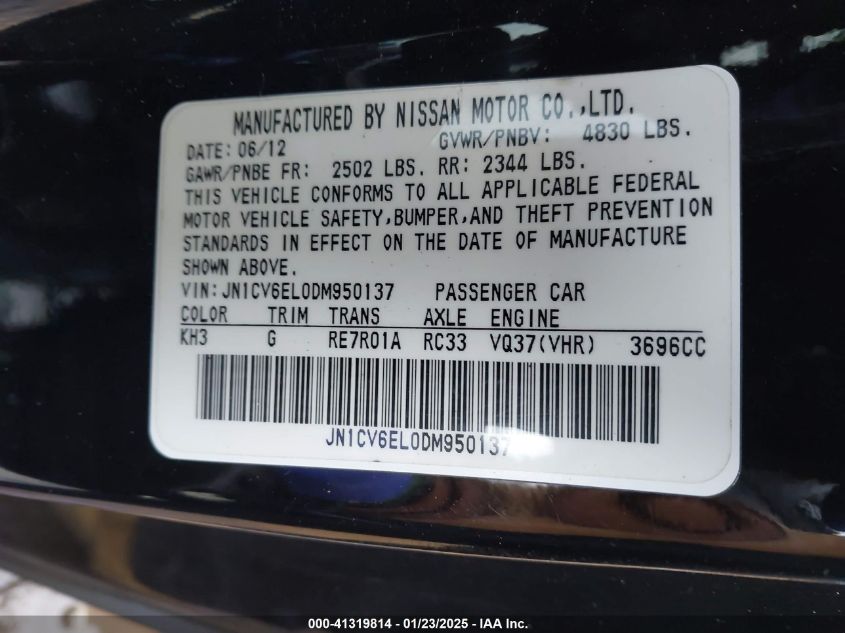 MANUFACTURED BY NISSAN MOTOR CO.,LTD.
DATE: 06/12 GVWR/PNBV: 4830 LBS.
GAWR/PNBE FR: 2502 LBS. RR: 2344 LBS.
THIS VEHICLE CONFORMS TO ALL APPLICABLE FEDERAL
MOTOR VEHICLE SAFETY,BUMPER,AND THEFT PREVENTION
STANDARDS IN EFFECT ON THE DATE OF MANUFACTURE
SHOWN ABOVE.
VIN: JN1CV6EL0DM950137 PASSENGER CAR
COLOR TRIM TRANS AXLE ENGINE
KH3 G RE7R01A RC33 VQ37(VHR) 3696CC
JN1CV6EL0DM950137
000-41319814 / 01/23/2025 - IAA Inc.